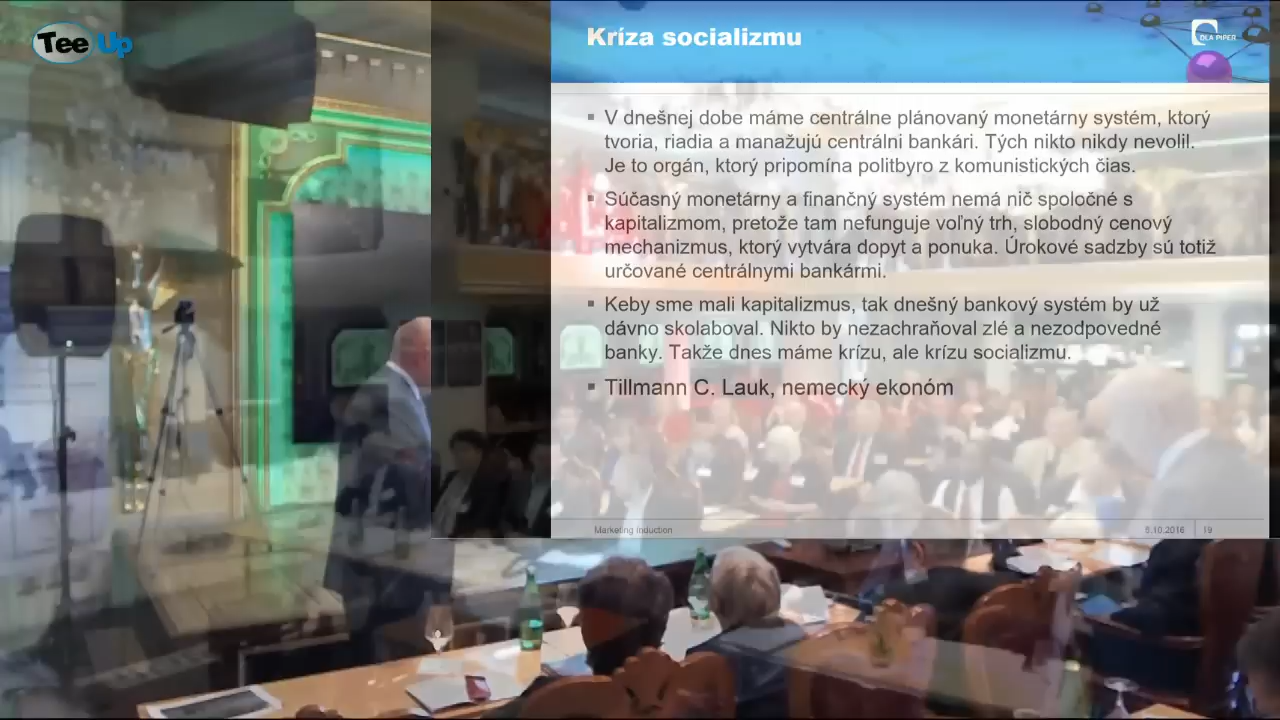 Tee Up
Kríza socializmu
DLA PIPER
V dnešnej dobe máme centrálne plánovaný monetárny systém, ktorý
tvoria, riadia a manažujú centrálni bankári. Tých nikto nikdy nevolil.
Je to orgán, ktorý pripomína politbyro z komunistických čias.
Súčasný monetárny a finančný systém nemá nič spoločné s
kapitalizmom, pretože tam nefunguje voľný trh, slobodný cenový
mechanizmus, ktorý vytvára dopyt a ponuka. Úrokové sadzby sú totiž
určované centrálnymi bankármi.
Keby sme mali kapitalizmus, tak dnešný bankový systém by už
dávno skolaboval. Nikto by nezachraňoval zlé a nezodpovedné
banky. Takže dnes máme krízu, ale krízu socializmu.
Tillmann C. Lauk, nemecký ekonóm
Marketing Induction
6.10.2016
19